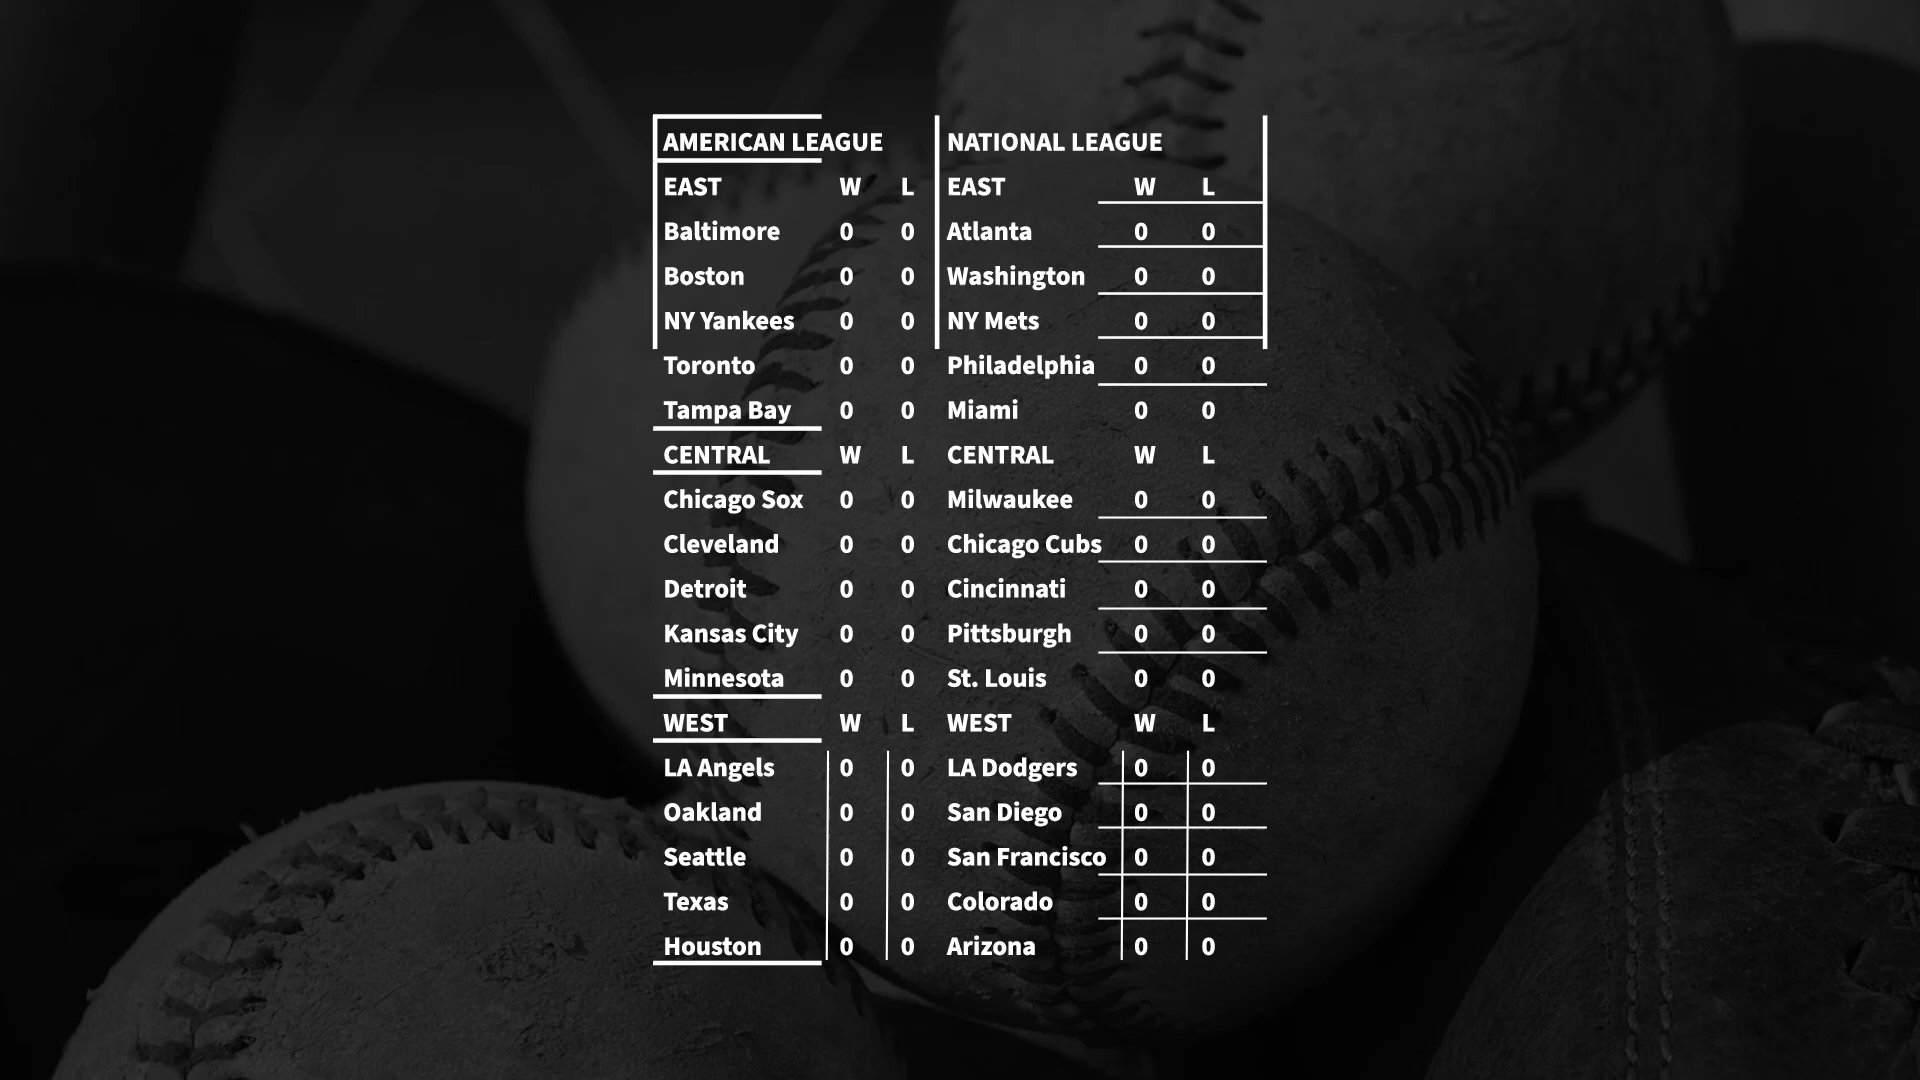 AMERICAN LEAGUE NATIONAL LEAGUE
EAST W L EAST W L
Baltimore 0 0 Atlanta 0 0
Boston 0 0 Washington 0 0
NY Yankees 0 0 NY Mets 0 0
Toronto 0 0 Philadelphia 0 0
Tampa Bay 0 0 Miami 0 0
CENTRAL W L CENTRAL W L
Chicago Sox 0 0 Milwaukee 0 0
Cleveland 0 0 Chicago Cubs 0 0
Detroit 0 0 Cincinnati 0 0
Kansas City 0 0 Pittsburgh 0 0
Minnesota 0 0 St. Louis 0 0
WEST W L WEST W L
LA Angels 0 0 LA Dodgers 0 0
Oakland 0 0 San Diego 0 0
Seattle 0 0 San Francisco 0 0
Texas 0 0 Colorado 0 0
Houston 0 0 Arizona 0 0